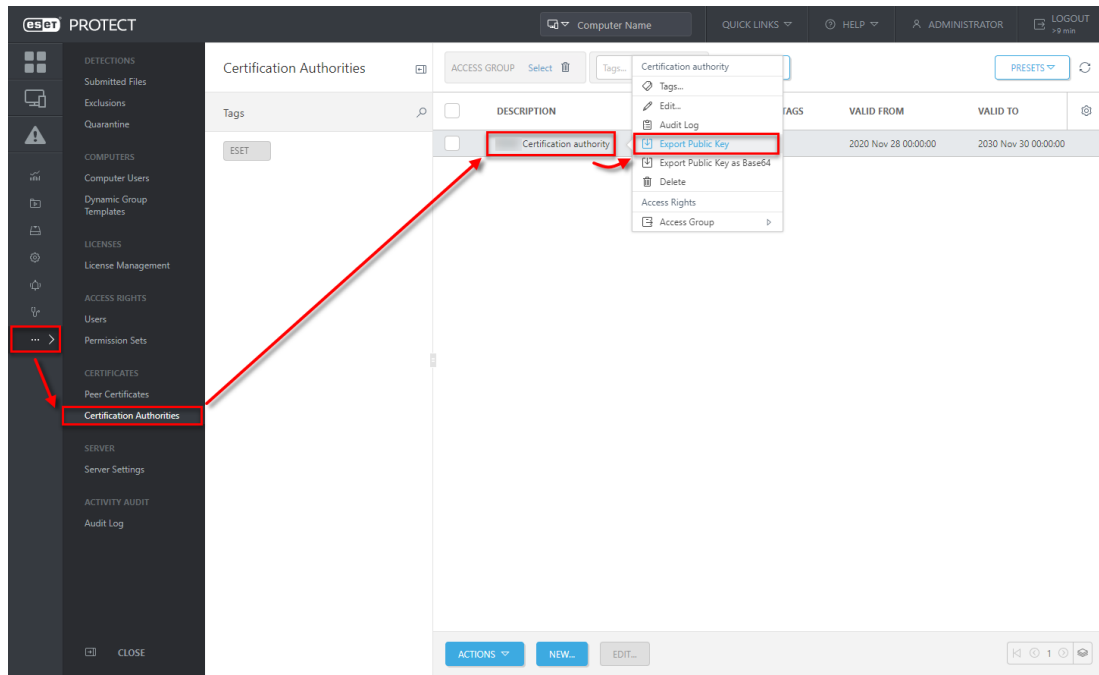 eset PROTECT
Computer Name
QUICK LINKS
HELP
ADMINISTRATOR
LOGOUT
>9 min
DETECTIONS
Submitted Files
Exclusions
Quarantine
COMPUTERS
Computer Users
Dynamic Group
Templates
LICENSES
License Management
ACCESS RIGHTS
Users
Permission Sets
CERTIFICATES
Peer Certificates
Certification Authorities
SERVER
Server Settings
ACTIVITY AUDIT
Audit Log
CLOSE
Certification Authorities
Tags
ESET
ACCESS GROUP Select
Tags...
PRESETS
DESCRIPTION
TAGS
VALID FROM
VALID TO
Certification authority
2020 Nov 28 00:00:00
2030 Nov 30 00:00:00
Certification authority
Tags...
Edit...
Audit Log
Export Public Key
Export Public Key as Base64
Delete
Access Rights
Access Group
ACTIONS
NEW...
EDIT...
1